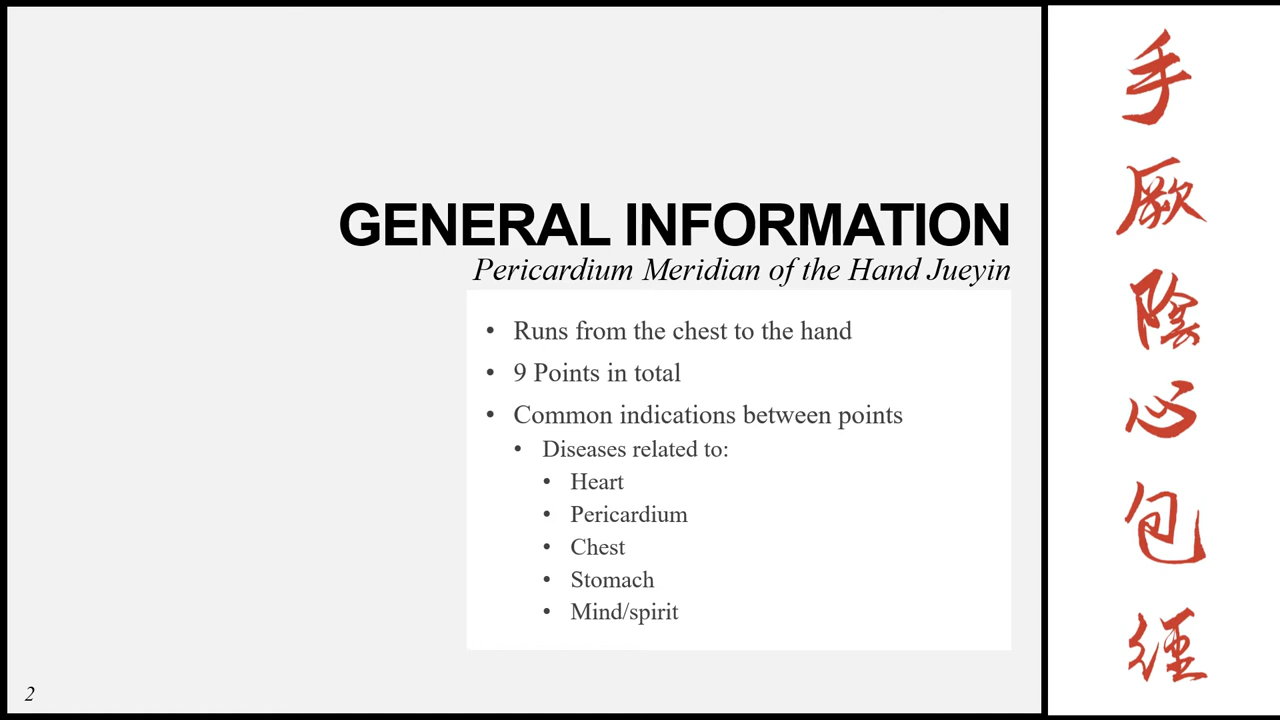 GENERAL INFORMATION
Pericardium Meridian of the Hand Jueyin
• Runs from the chest to the hand
• 9 Points in total
• Common indications between points
• Diseases related to:
• Heart
• Pericardium
• Chest
• Stomach
• Mind/spirit
2
手厥陰心包經